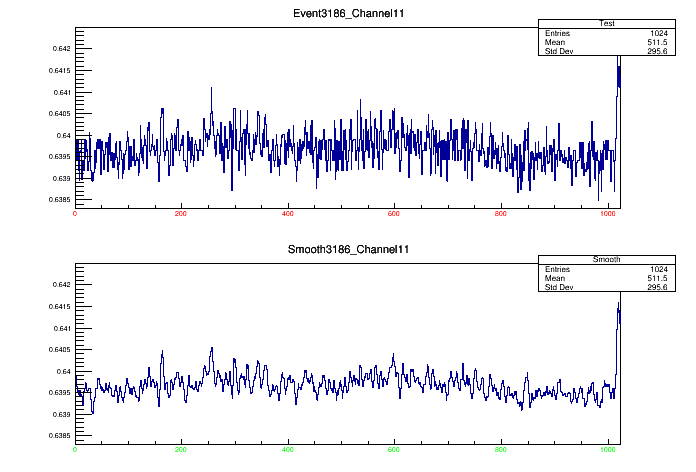 Event3186_Channel11
Test
Entries 1024
Mean 511.5
Std Dev 295.6
0.642
0.6415
0.641
0.6405
0.64
0.6395
0.639
0.6385
0 200 400 600 800 1000
Smooth3186_Channel11
Smooth
Entries 1024
Mean 511.5
Std Dev 295.6
0.642
0.6415
0.641
0.6405
0.64
0.6395
0.639
0.6385
0 200 400 600 800 1000